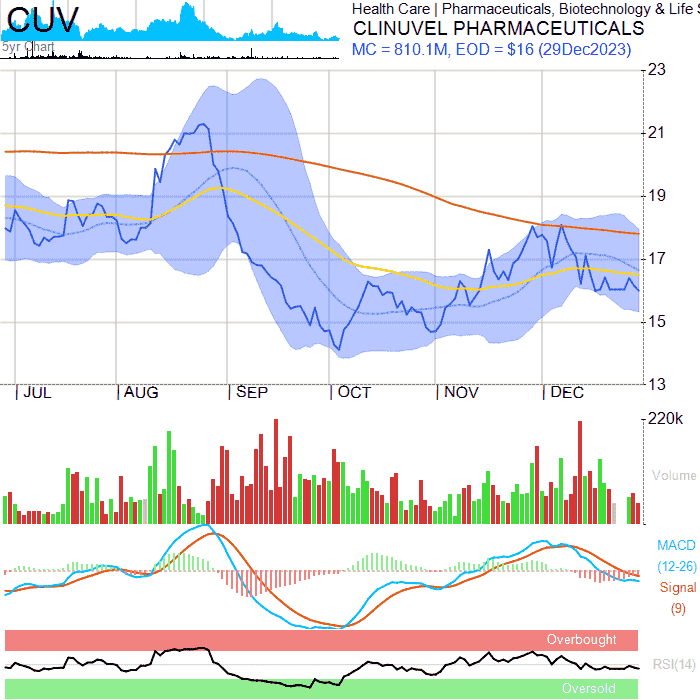 CUV
5yr Chart
Health Care | Pharmaceuticals, Biotechnology & Life
CLINUVEL PHARMACEUTICALS
MC = 810.1M, EOD = $16 (29Dec2023)
23
21
19
17
15
13
| JUL | AUG | SEP | OCT | NOV | DEC
220k
Volume
MACD
(12-26)
Signal
(9)
Overbought
RSI(14)
Oversold